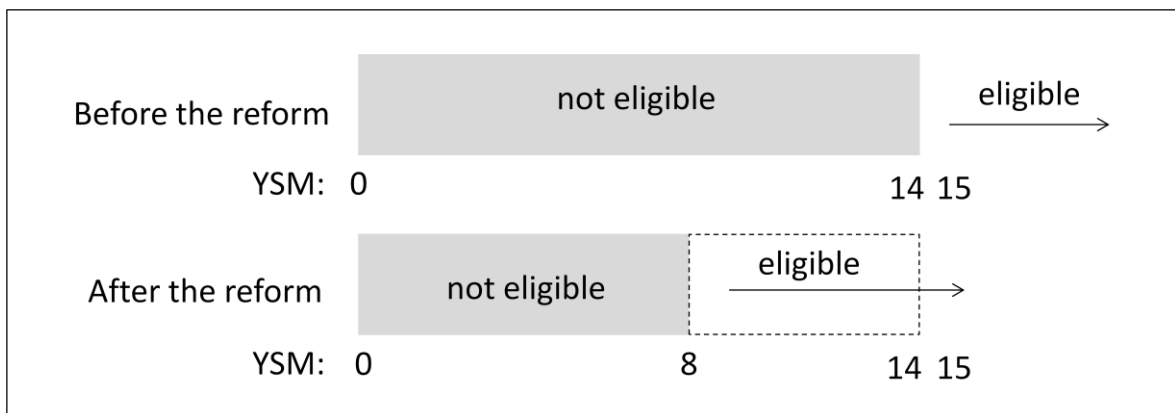 not eligible
eligible
Before the reform
YSM: 0 14 15
eligible
not eligible
After the reform
YSM: 0 8 14 15